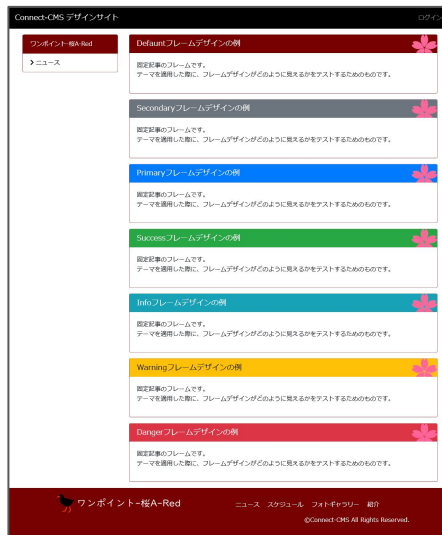 Connect-CMS デザインサイト
ログイン
ワンポイント-桜A-Red
ニュース
Defauntフレームデザインの例
固定記事のフレームです。
テーマを適用した際に、フレームデザインがどのように見えるかをテストするためのものです。
Secondaryフレームデザインの例
固定記事のフレームです。
テーマを適用した際に、フレームデザインがどのように見えるかをテストするためのものです。
Primaryフレームデザインの例
固定記事のフレームです。
テーマを適用した際に、フレームデザインがどのように見えるかをテストするためのものです。
Successフレームデザインの例
固定記事のフレームです。
テーマを適用した際に、フレームデザインがどのように見えるかをテストするためのものです。
Infoフレームデザインの例
固定記事のフレームです。
テーマを適用した際に、フレームデザインがどのように見えるかをテストするためのものです。
Warningフレームデザインの例
固定記事のフレームです。
テーマを適用した際に、フレームデザインがどのように見えるかをテストするためのものです。
Dangerフレームデザインの例
固定記事のフレームです。
テーマを適用した際に、フレームデザインがどのように見えるかをテストするためのものです。
ワンポイント-桜A-Red
ニュース スケジュール フォトギャラリー 紹介
©Connect-CMS All Rights Reserved.